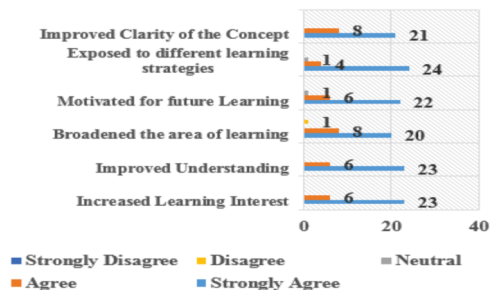 Improved Clarity of the Concept 8 21
Exposed to different learning
strategies 1 4 24
Motivated for future Learning 1 6 22
Broadened the area of learning 1 8 20
Improved Understanding 6 23
Increased Learning Interest 6 23
0 20 40
Strongly Disagree Disagree Neutral
Agree Strongly Agree